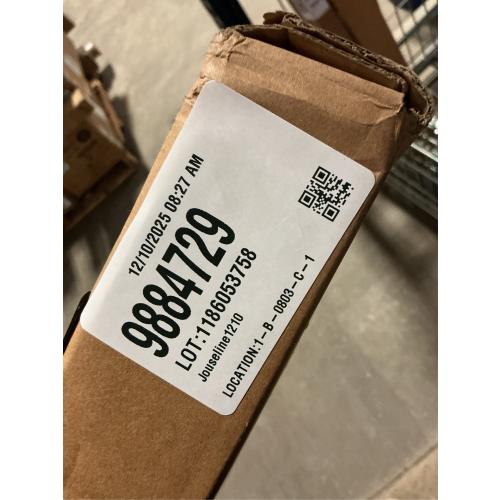 12/10/2025 08:27 AM
9884729
LOT:1186053758
Jouseline1210
LOCATION:1-B-0803-C-1